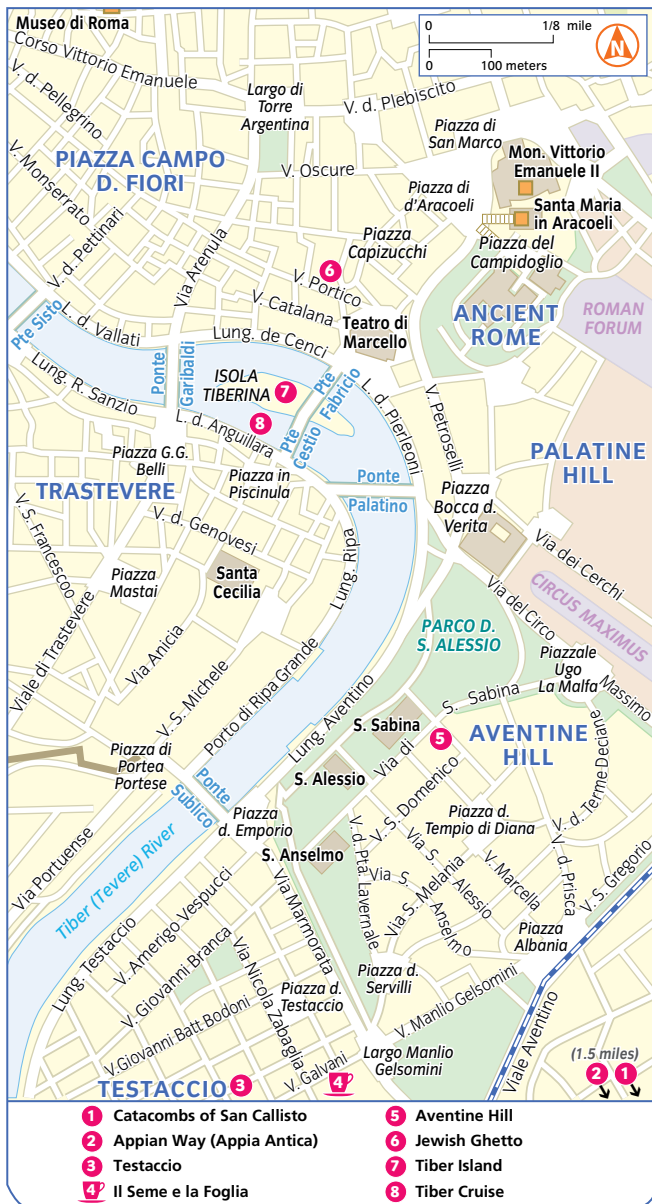 Museo di Roma
0 1/8 mile
0 100 meters
N
Corso Vittorio Emanuele
V. d. Pellegrino
Largo di
Torre
Argentina
V. d. Plebiscito
Piazza di
San Marco
Mon. Vittorio
Emanuele II
PIAZZA CAMPO
D. FIORI
V. Monserrato
V. Oscure
Piazza di
d'Aracoeli
Santa Maria
in Aracoeli
V. d. Pettinari
Via Arenula
Piazza
Capizucchi
Piazza del
Campidoglio
6
V. Portico
V. Catalana
Teatro di
Marcello
ANCIENT
ROME
ROMAN
FORUM
Pte Sisto
L. d. Vallati
Lung. de Cenci
Lung. R. Sanzio
Ponte
Garibaldi
ISOLA
TIBERINA
7
Pte
Fabricio
8
L. d. Anguillara
Pte
Cestio
L. d. Pierleoni
V. Petroselli
PALATINE
HILL
Piazza G.G.
Belli
Piazza in
Piscinula
Ponte
Palatino
TRASTEVERE
Piazza
Bocca d.
Verita
V. S. Francescoo
V. d. Genovesi
Lung. Ripa
Via dei Cerchi
Piazza
Mastai
Santa
Cecilia
Via del Circo
Massimo
CIRCUS MAXIMUS
PARCO D.
S. ALESSIO
Piazzale
Ugo
La Malfa
Viale di Trastevere
Via Anicia
V. S. Michele
Porto di Ripa Grande
Lung. Aventino
S. Sabina
Via di S. Sabina
5
AVENTINE
HILL
Piazza di
Portea
Portese
Ponte
Sublico
S. Alessio
V. S. Domenico
V. d. Terme Deciane
Piazza
d. Emporio
Piazza d.
Tempio di Diana
Via Portuense
Tiber (Tevere) River
S. Anselmo
V. d. Pta. Lavernale
Via S. Alessio
V. Marcella
V. d. Prisca
V. S. Gregorio
Via S. Melania
Via S. Anselmo
Via Marmorata
Piazza
Albania
Lung. Testaccio
V. Amerigo Vespucci
V. Giovanni Branca
V.Giovanni Batt Bodoni
Via Nicola Zabaglia
Piazza d.
Testaccio
Piazza d.
Servilli
V. Manlio Gelsomini
Viale Aventino
Largo Manlio
Gelsomini
V. Galvani
TESTACCIO 3
4
(1.5 miles)
2 1
1 Catacombs of San Callisto
2 Appian Way (Appia Antica)
3 Testaccio
4 Il Seme e la Foglia
5 Aventine Hill
6 Jewish Ghetto
7 Tiber Island
8 Tiber Cruise